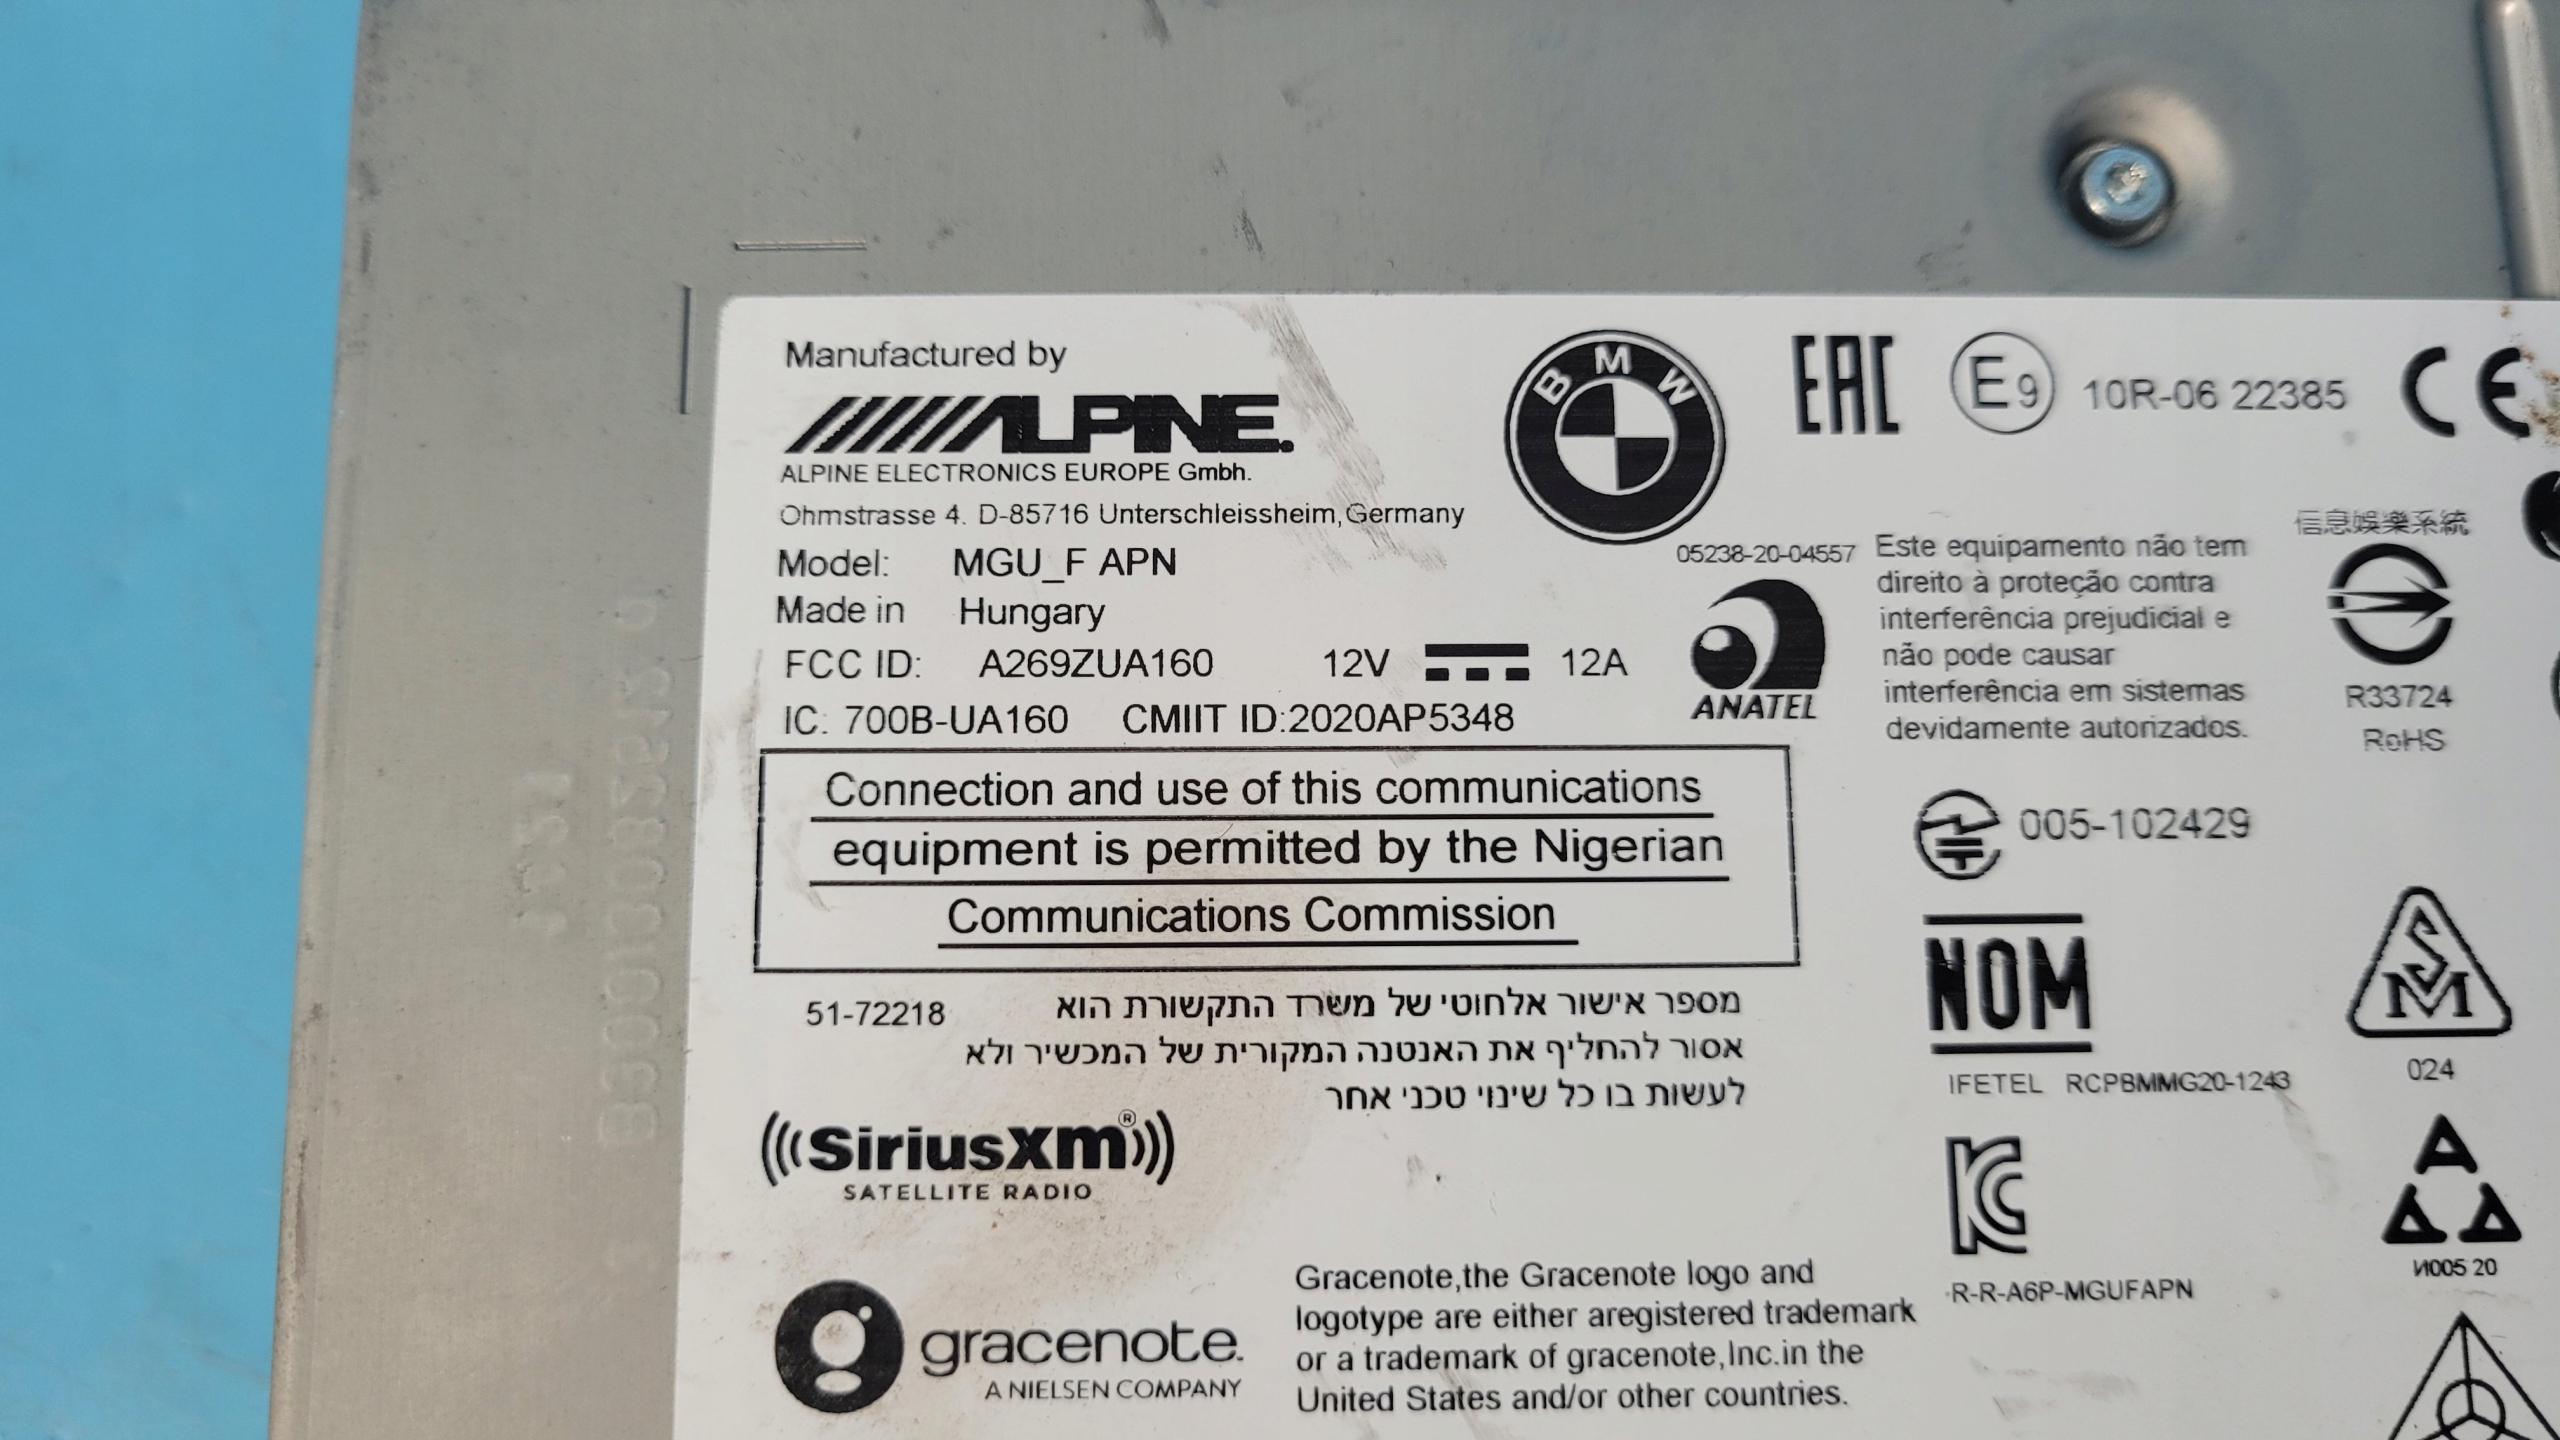 Manufactured by
ALPINE.
ALPINE ELECTRONICS EUROPE Gmbh.
Ohmstrasse 4. D-85716 Unterschleissheim, Germany
Model: MGU_F APN
Made in Hungary
FCC ID: A269ZUA160 12V 12A
IC: 700B-UA160 CMIIT ID:2020AP5348
Connection and use of this communications
equipment is permitted by the Nigerian
Communications Commission
מספר אישור אלחוטי של משרד התקשורת הוא 51-72218
אסור להחליף את האנטנה המקורית של המכשיר ולא
לעשות בו כל שינוי טכני אחר
SiriusXm®
SATELLITE RADIO
gracenote.
A NIELSEN COMPANY
Gracenote,the Gracenote logo and
logotype are either aregistered trademark
or a trademark of gracenote,Inc.in the
United States and/or other countries.
BMW
EAC
E9 10R-06 22385
CE
05238-20-04557
ANATEL
Este equipamento não tem
direito à proteção contra
interferência prejudicial e
não pode causar
interferência em sistemas
devidamente autorizados.
信息娛樂系統
R33724
RoHS
005-102429
NOM
IFETEL RCPBMMG20-1243
SM
024
KC
R-R-A6P-MGUFAPN
AAA
И005 20